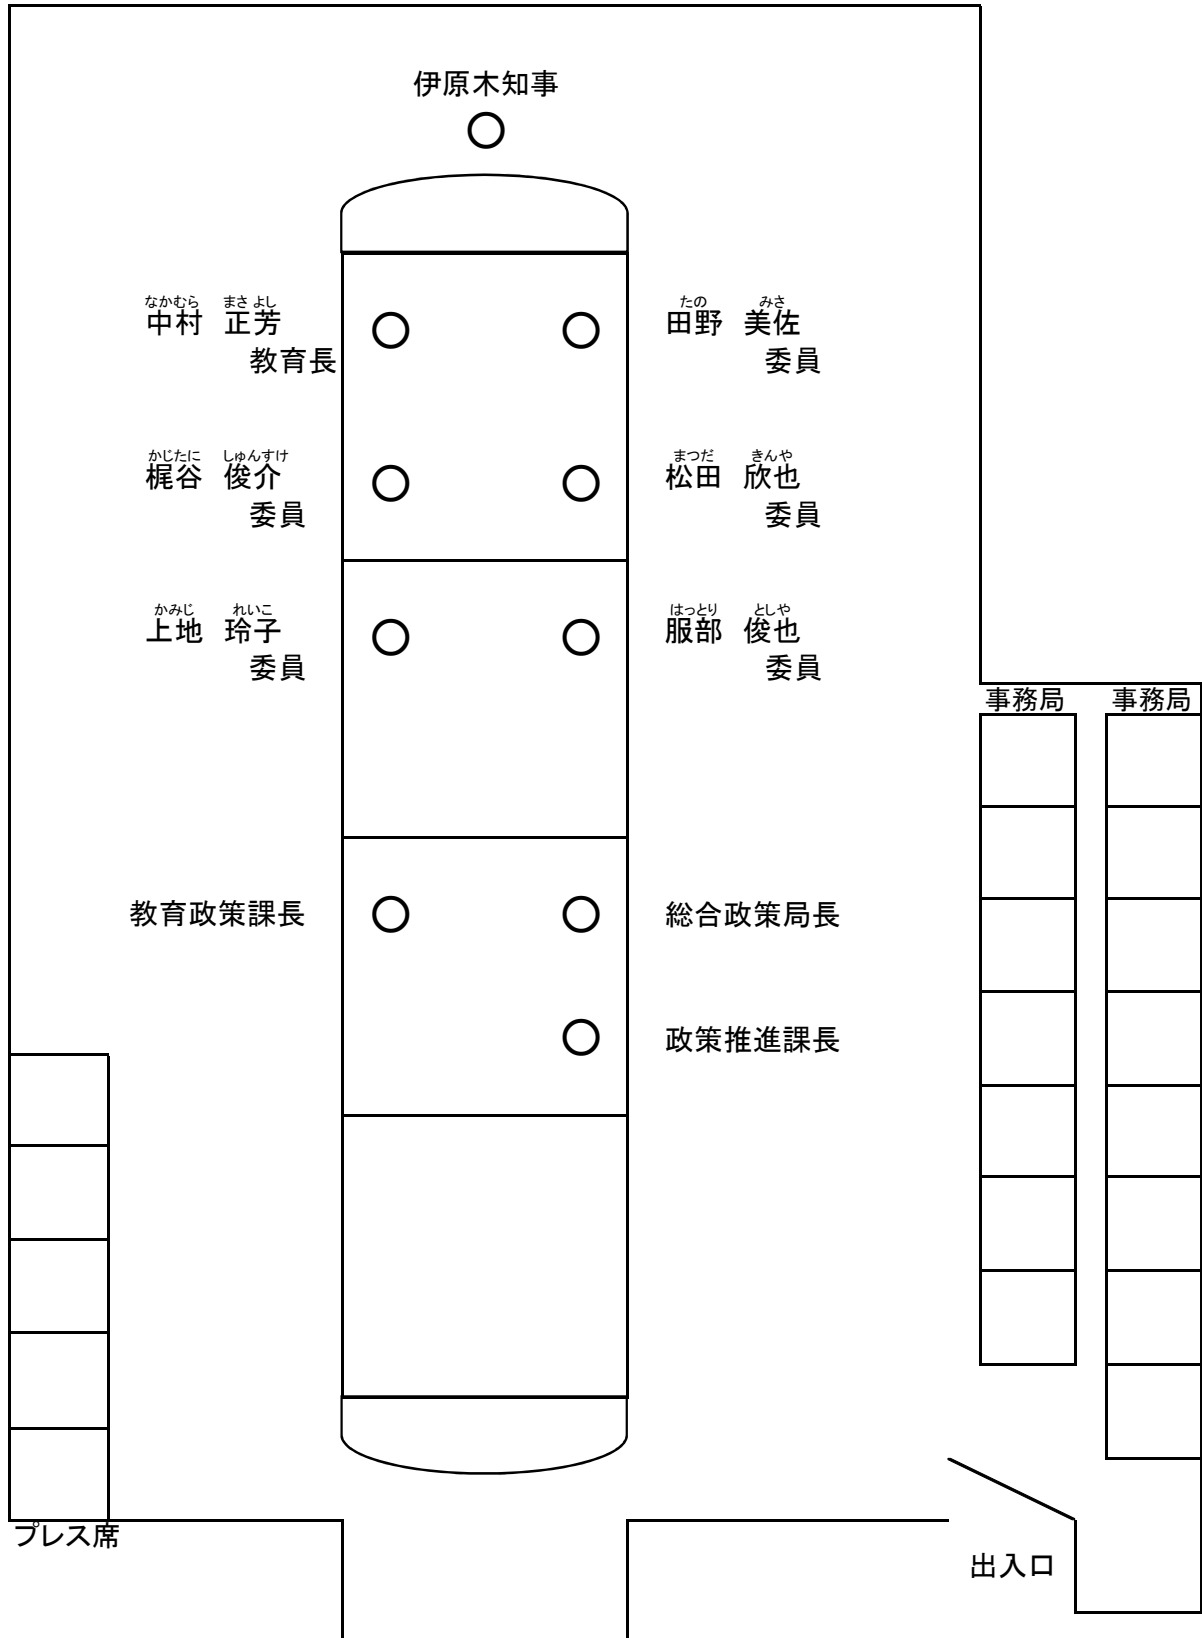 伊原木知事
なかむら まさよし
中村 正芳
教育長
たの みさ
田野 美佐
委員
かじたに しゅんすけ
梶谷 俊介
委員
まつだ きんや
松田 欣也
委員
かみじ れいこ
上地 玲子
委員
はっとり としや
服部 俊也
委員
事務局 事務局
教育政策課長
総合政策局長
政策推進課長
プレス席
出入口